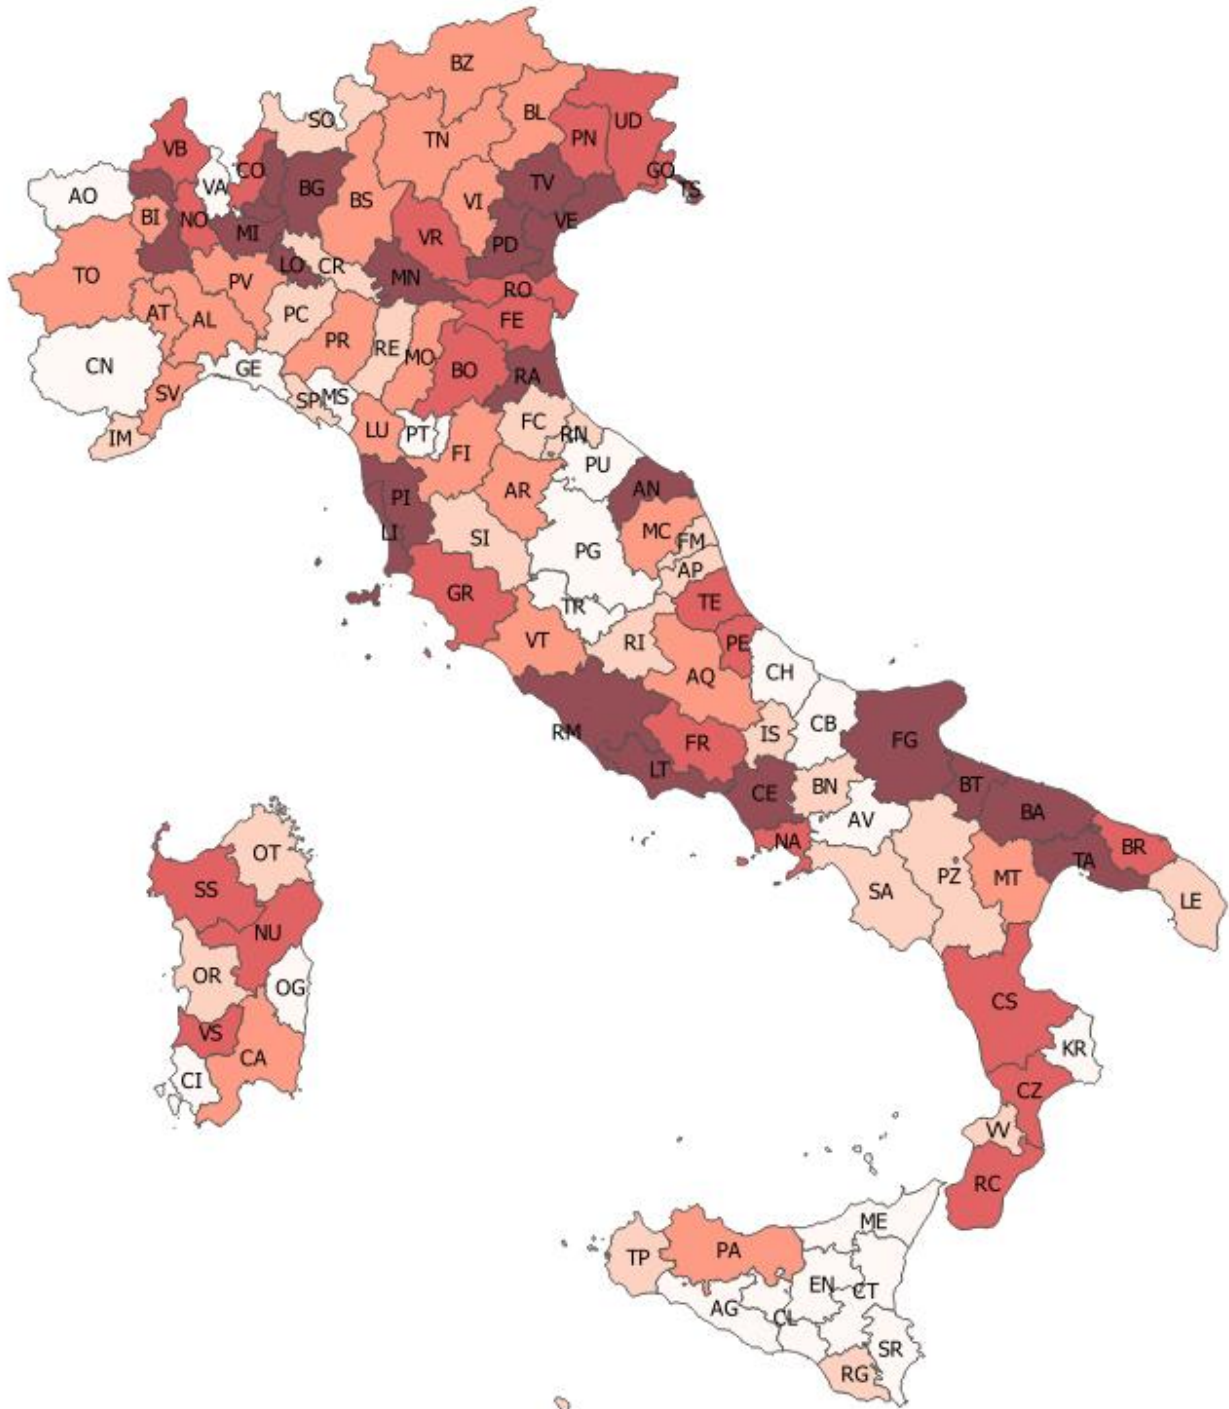 BZ
UD
BL
PN
SO
TN
VB
CO
GO
TS
AO
VA
BG
TV
BI
NO
BS
VI
VE
MI
VR
PD
TO
LO
CR
MN
PV
RO
AT
AL
PC
FE
PR
RE
MO
CN
GE
BO
RA
SV
SP
MS
FC
IM
LU
PT
RN
FI
PU
PI
AR
AN
LI
SI
MC
FM
PG
AP
GR
TR
TE
VT
RI
PE
AQ
CH
RM
FR
IS
CB
FG
LT
CE
BN
BT
AV
BA
NA
BR
OT
TA
SS
SA
PZ
MT
LE
NU
OR
OG
CS
VS
CA
KR
CI
CZ
VV
RC
ME
TP
PA
EN
CT
AG
CL
SR
RG